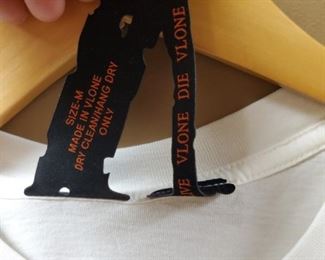 SIZE-M
MADE IN VLONE
DRY CLEAN/HANG DRY
ONLY
VLONE DIE VLONE